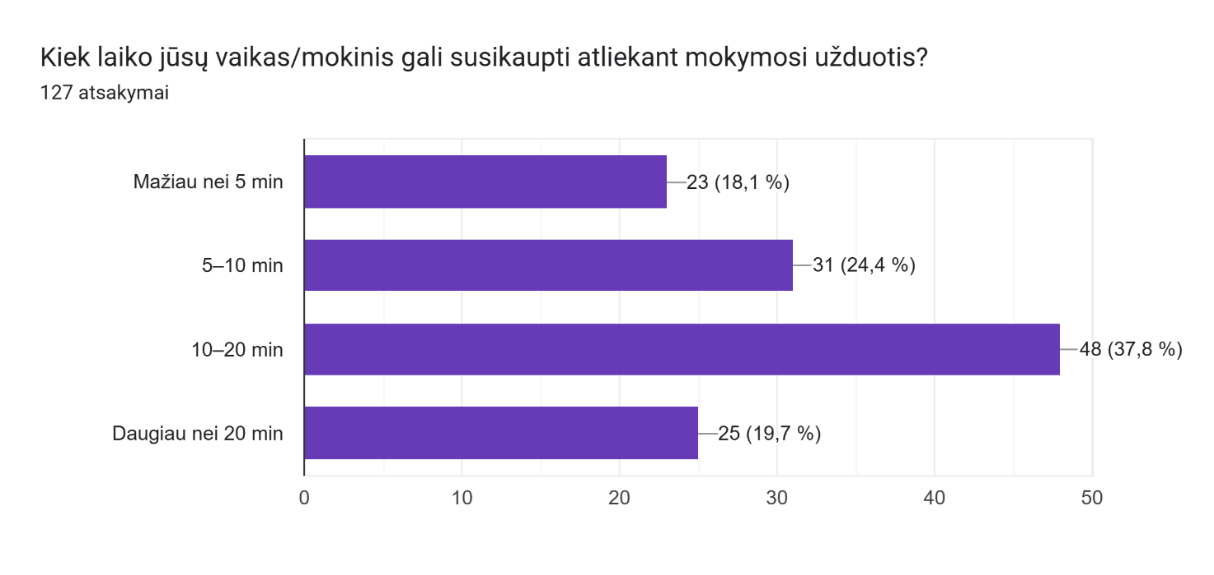 Kiek laiko jūsų vaikas/mokinis gali susikaupti atliekant mokymosi užduotis?
127 atsakymai
Mažiau nei 5 min 23 (18,1 %)
5–10 min 31 (24,4 %)
10–20 min 48 (37,8 %)
Daugiau nei 20 min 25 (19,7 %)
0 10 20 30 40 50